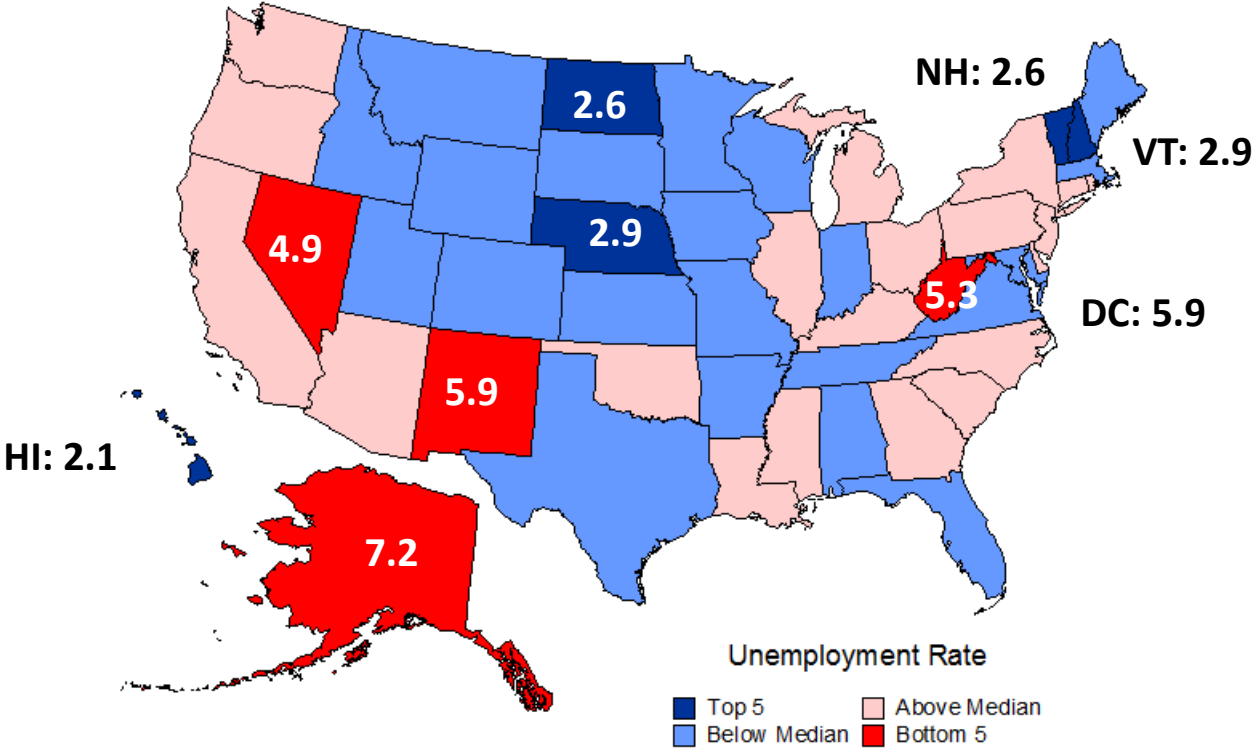 NH: 2.6
2.6
VT: 2.9
2.9
4.9
5.3
DC: 5.9
5.9
HI: 2.1
7.2
Unemployment Rate
Top 5
Above Median
Below Median
Bottom 5